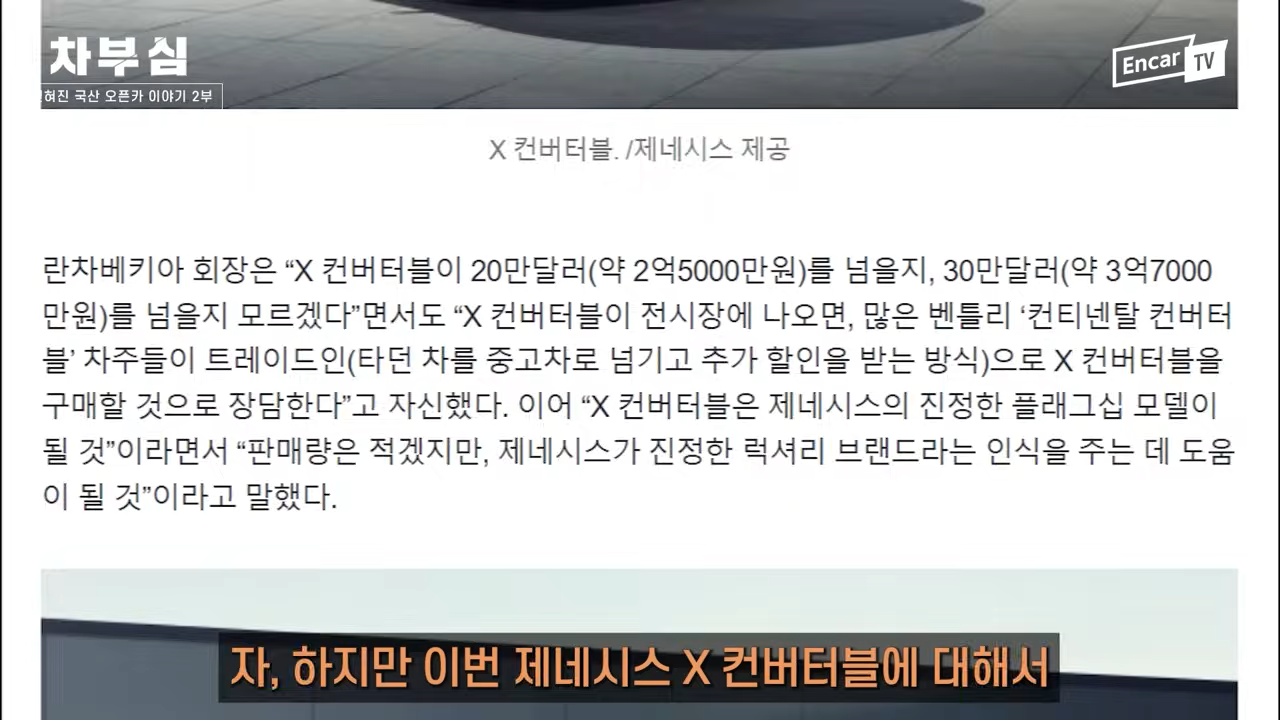 차부심
Encar TV
혀진 국산 오픈카 이야기 2부
X 컨버터블. /제네시스 제공
란차베키아 회장은 “X 컨버터블이 20만달러(약 2억5000만원)를 넘을지, 30만달러(약 3억7000
만원)를 넘을지 모르겠다”면서도 “X 컨버터블이 전시장에 나오면, 많은 벤틀리 ‘컨티넨탈 컨버터
블’ 차주들이 트레이드인(타던 차를 중고차로 넘기고 추가 할인을 받는 방식)으로 X 컨버터블을
구매할 것으로 장담한다”고 자신했다. 이어 “X 컨버터블은 제네시스의 진정한 플래그십 모델이
될 것”이라면서 “판매량은 적겠지만, 제네시스가 진정한 럭셔리 브랜드라는 인식을 주는 데 도움
이 될 것”이라고 말했다.
자, 하지만 이번 제네시스 X 컨버터블에 대해서